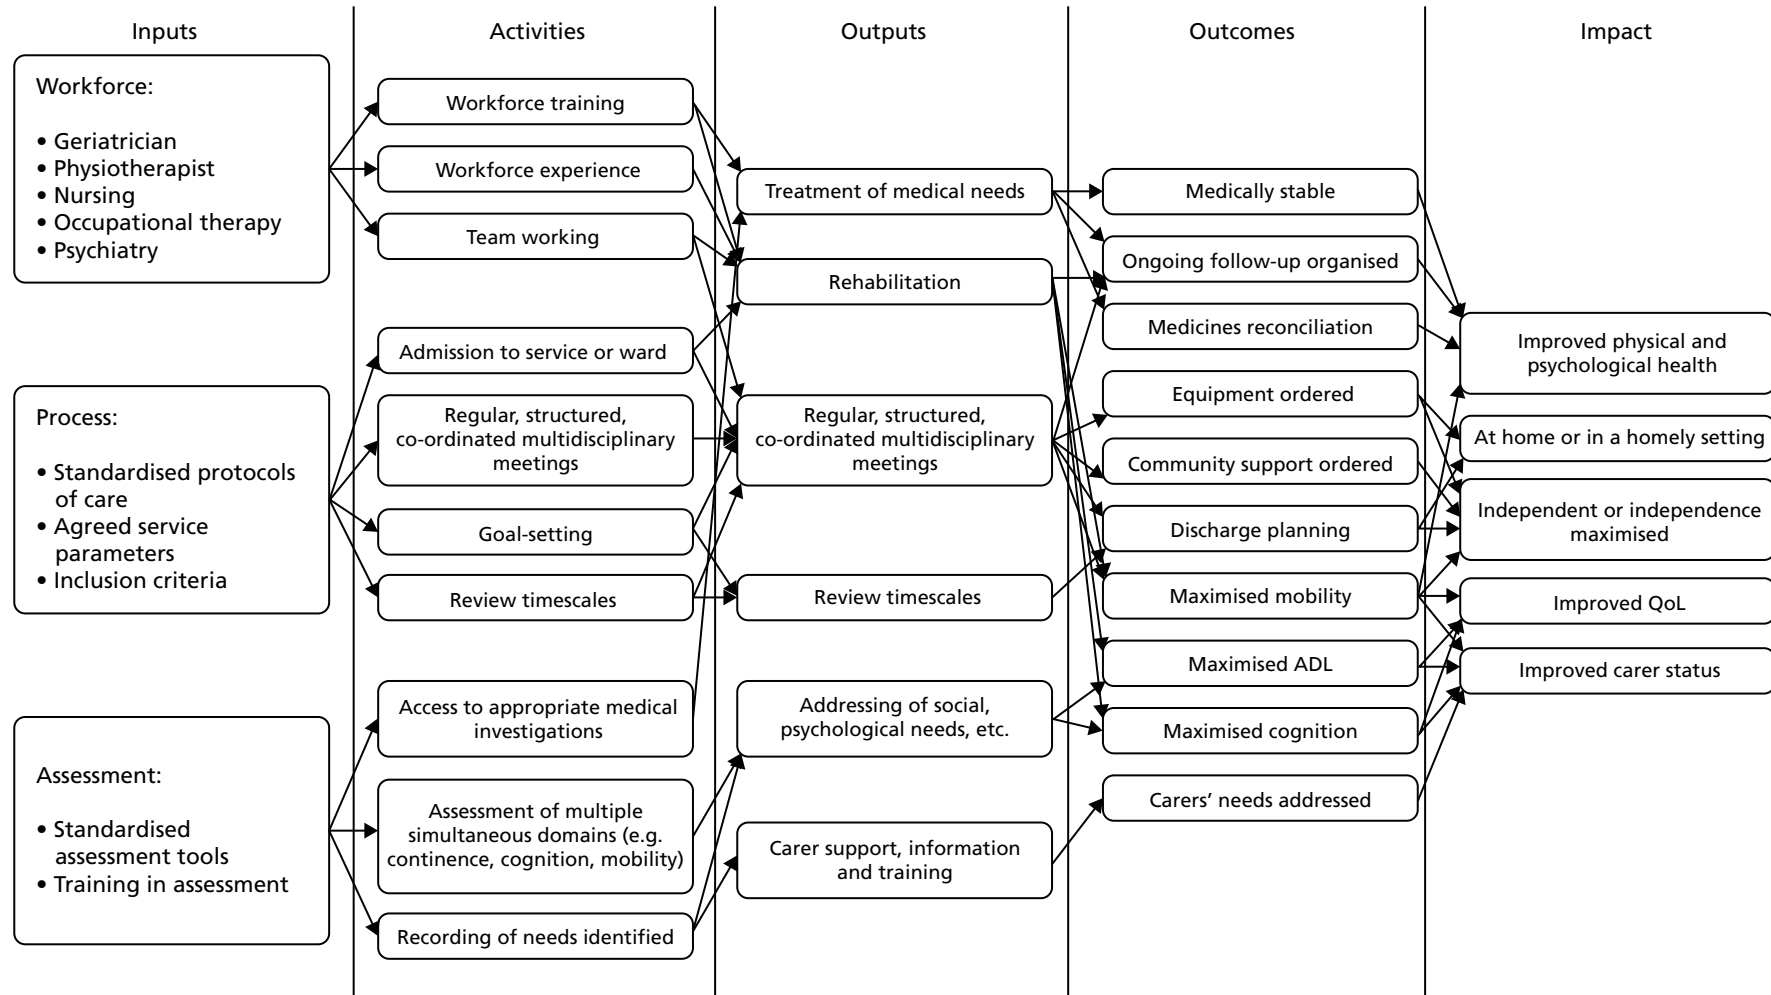 Inputs
Activities
Outputs
Outcomes
Impact
Workforce:
• Geriatrician
• Physiotherapist
• Nursing
• Occupational therapy
• Psychiatry
Process:
• Standardised protocols
of care
• Agreed service
parameters
• Inclusion criteria
Assessment:
• Standardised
assessment tools
• Training in assessment
Workforce training
Workforce experience
Team working
Admission to service or ward
Regular, structured,
co-ordinated multidisciplinary
meetings
Goal-setting
Review timescales
Access to appropriate medical
investigations
Assessment of multiple
simultaneous domains (e.g.
continence, cognition, mobility)
Recording of needs identified
Treatment of medical needs
Rehabilitation
Regular, structured,
co-ordinated multidisciplinary
meetings
Review timescales
Addressing of social,
psychological needs, etc.
Carer support, information
and training
Medically stable
Ongoing follow-up organised
Medicines reconciliation
Equipment ordered
Community support ordered
Discharge planning
Maximised mobility
Maximised ADL
Maximised cognition
Carers’ needs addressed
Improved physical and
psychological health
At home or in a homely setting
Independent or independence
maximised
Improved QoL
Improved carer status